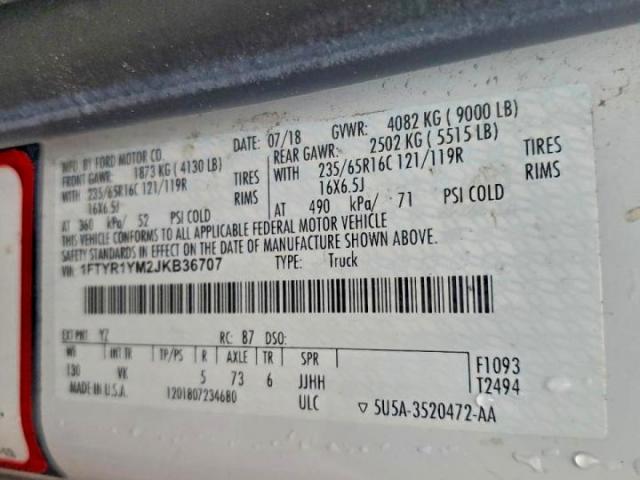 MFD. BY FORD MOTOR CO.
DATE: 07/18 GVWR: 4082 KG ( 9000 LB)
FRONT GAWR: 1873 KG ( 4130 LB)
REAR GAWR: 2502 KG ( 5515 LB)
WITH 235/65R16C 121/119R TIRES
WITH 235/65R16C 121/119R TIRES
16X6.5J RIMS
16X6.5J RIMS
AT 360 kPa/ 52 PSI COLD
AT 490 kPa/ 71 PSI COLD
THIS VEHICLE CONFORMS TO ALL APPLICABLE FEDERAL MOTOR VEHICLE
SAFETY STANDARDS IN EFFECT ON THE DATE OF MANUFACTURE SHOWN ABOVE.
VIN: 1FTYR1YM2JKB36707 TYPE: Truck
EXT PNT: YZ RC: 87 DSO:
WB INT TR TP/PS R AXLE TR SPR
130 VK 5 73 6 JJHH
F1093
T2494
MADE IN U.S.A. 1201807234680 ULC
5U5A-3520472-AA